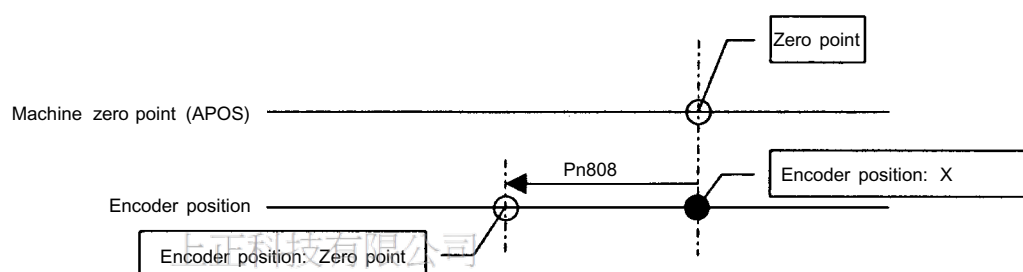 Zero point
Machine zero point (APOS)
Pn808
Encoder position: X
Encoder position
上正科技有限公司
Encoder position: Zero point